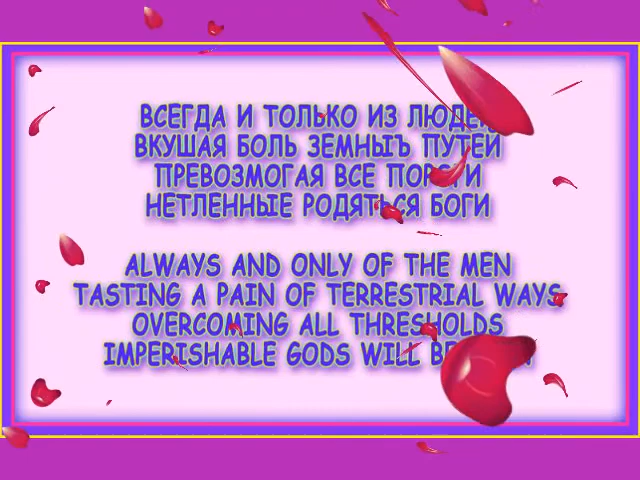 ВСЕГДА И ТОЛЬКО ИЗ
ВКУШАЯ БОЛЬ ЗЕМНЫЪ ПУТЕЙ
ПРЕВОЗМОГАЯ ВСЕ ПОРОГИ
НЕТЛЕННЫЕ РОДЯТЬСЯ БОГИ
ALWAYS AND ONLY OF THE MEN
TASTING A PAIN OF TERRESTRIAL WAYS
OVERCOMING ALL THRESHOLDS
IMPERISHABLE GODS WILL